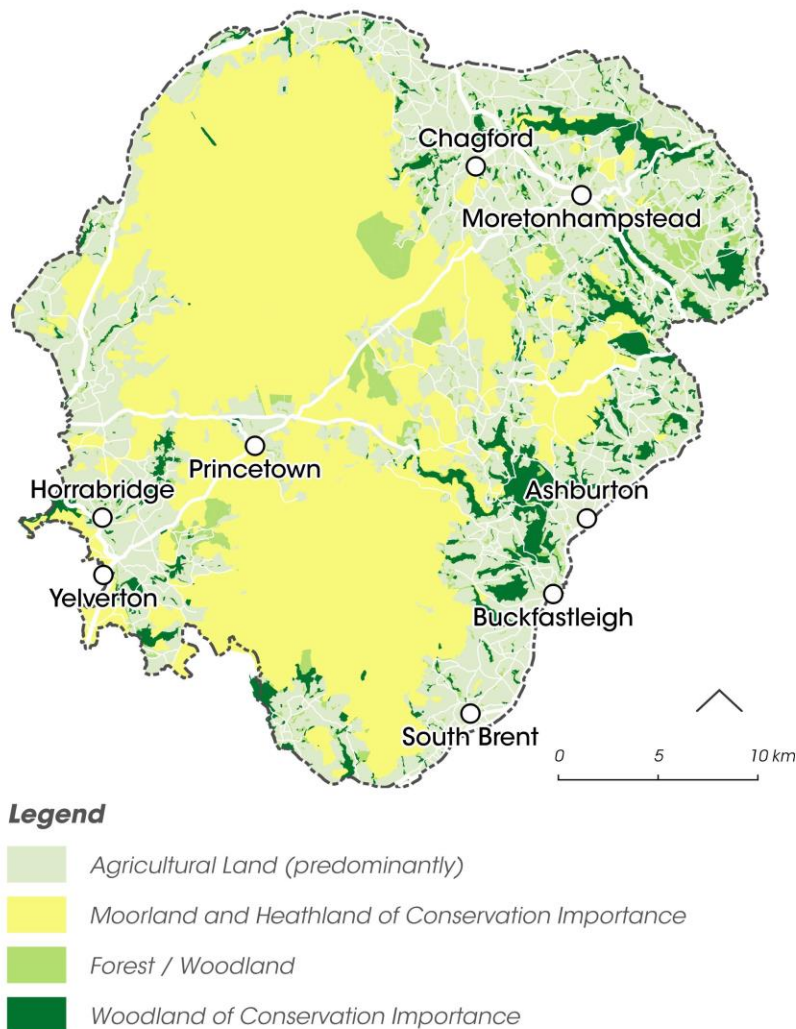 Chagford
Moretonhampstead
Princetown
Horrabridge
Ashburton
Yelverton
Buckfastleigh
South Brent
0 5 10 km
Legend
Agricultural Land (predominantly)
Moorland and Heathland of Conservation Importance
Forest / Woodland
Woodland of Conservation Importance